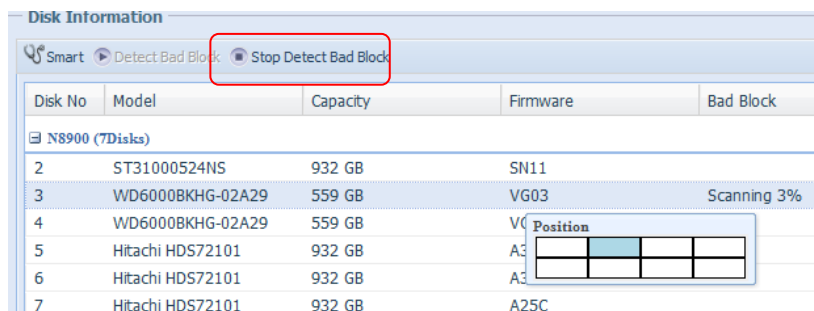 Disk Information
Smart Detect Bad Block Stop Detect Bad Block
Disk No Model Capacity Firmware Bad Block
N8900 (7Disks)
2 ST31000524NS 932 GB SN11
3 WD6000BKHG-02A29 559 GB VG03 Scanning 3%
4 WD6000BKHG-02A29 559 GB
Position
5 Hitachi HDS72101 932 GB
6 Hitachi HDS72101 932 GB
7 Hitachi HDS72101 932 GB A25C